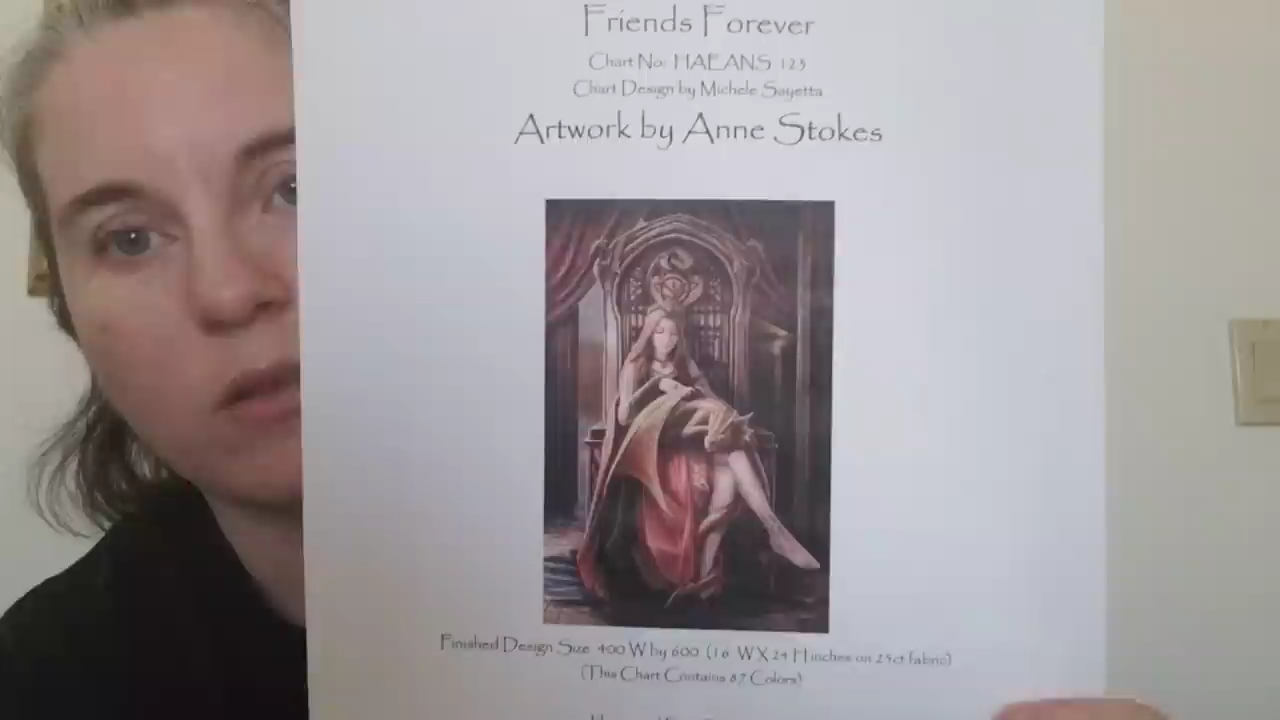 Friends Forever
Chart No: HAEANS 123
Chart Design by Michele Sayetta
Artwork by Anne Stokes
Finished Design Size 400 W by 600 (16 W X 24 H inches on 25ct fabric)
(This Chart Contains 87 Colors)